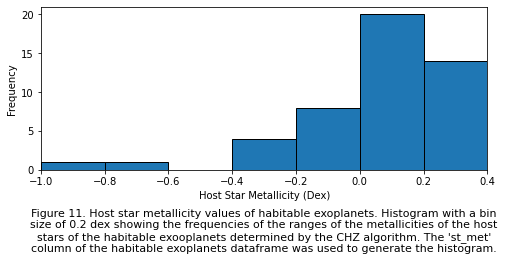 20
15
10
5
0
Frequency
−1.0 −0.8 −0.6 −0.4 −0.2 0.0 0.2 0.4
Host Star Metallicity (Dex)
Figure 11. Host star metallicity values of habitable exoplanets. Histogram with a bin
size of 0.2 dex showing the frequencies of the ranges of the metallicities of the host
stars of the habitable exooplanets determined by the CHZ algorithm. The 'st_met'
column of the habitable exoplanets dataframe was used to generate the histogram.